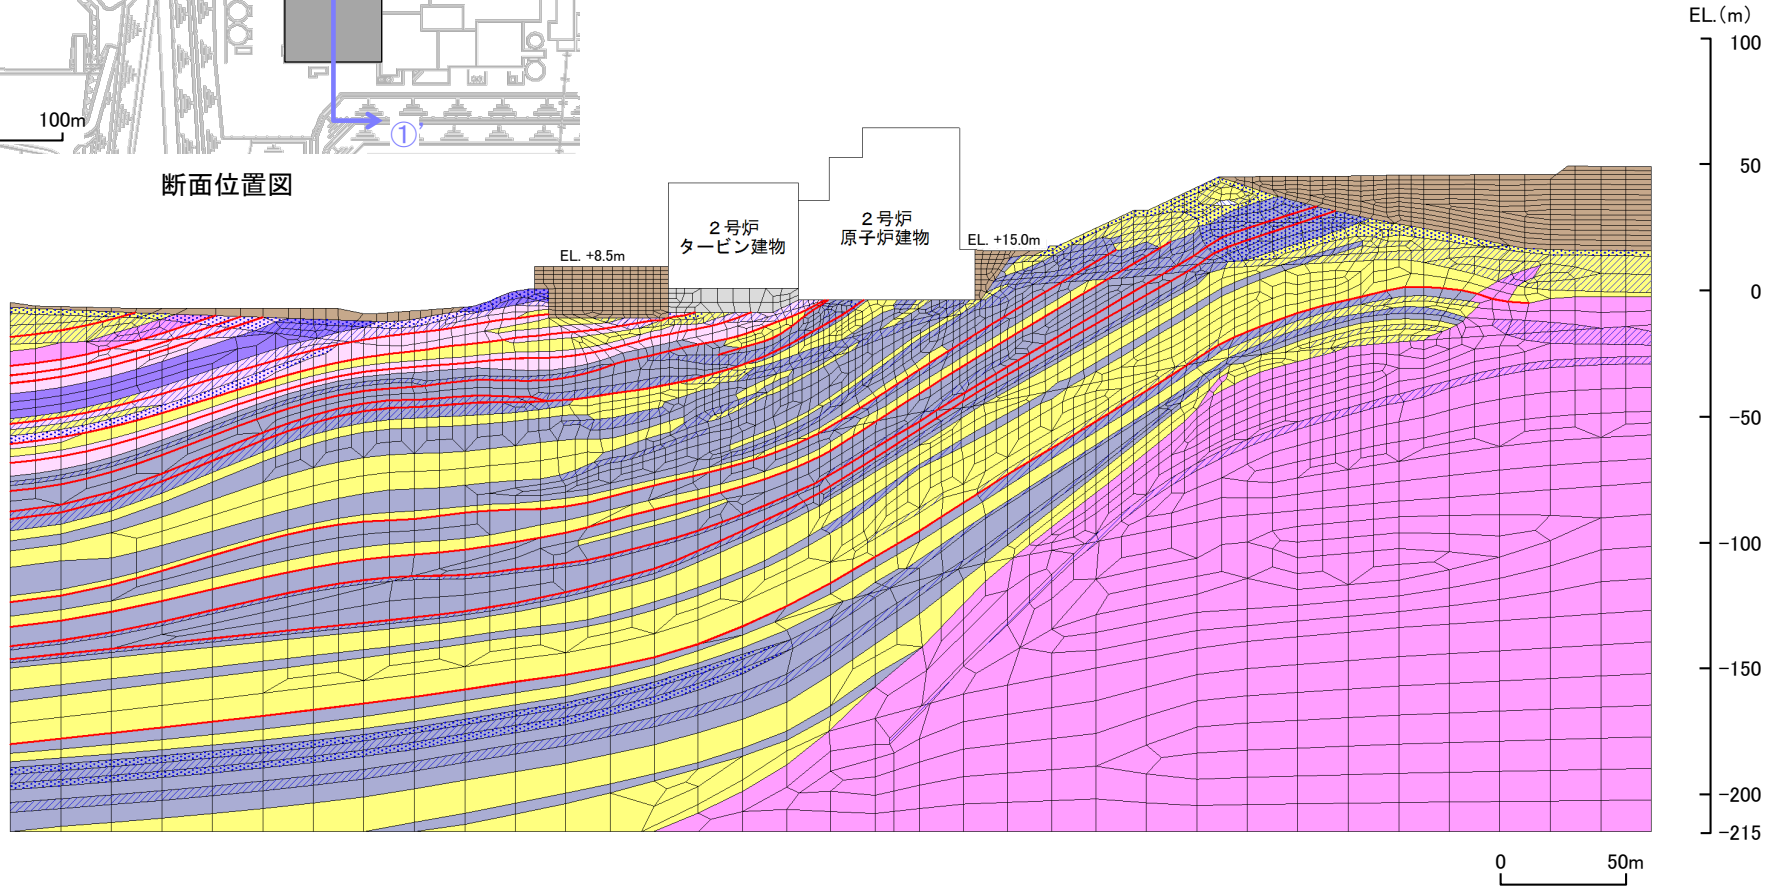 100m
①'
断面位置図
EL.(m)
100
50
0
-50
-100
-150
-200
-215
2号炉
タービン建物
2号炉
原子炉建物
EL. +8.5m
EL. +15.0m
0 50m